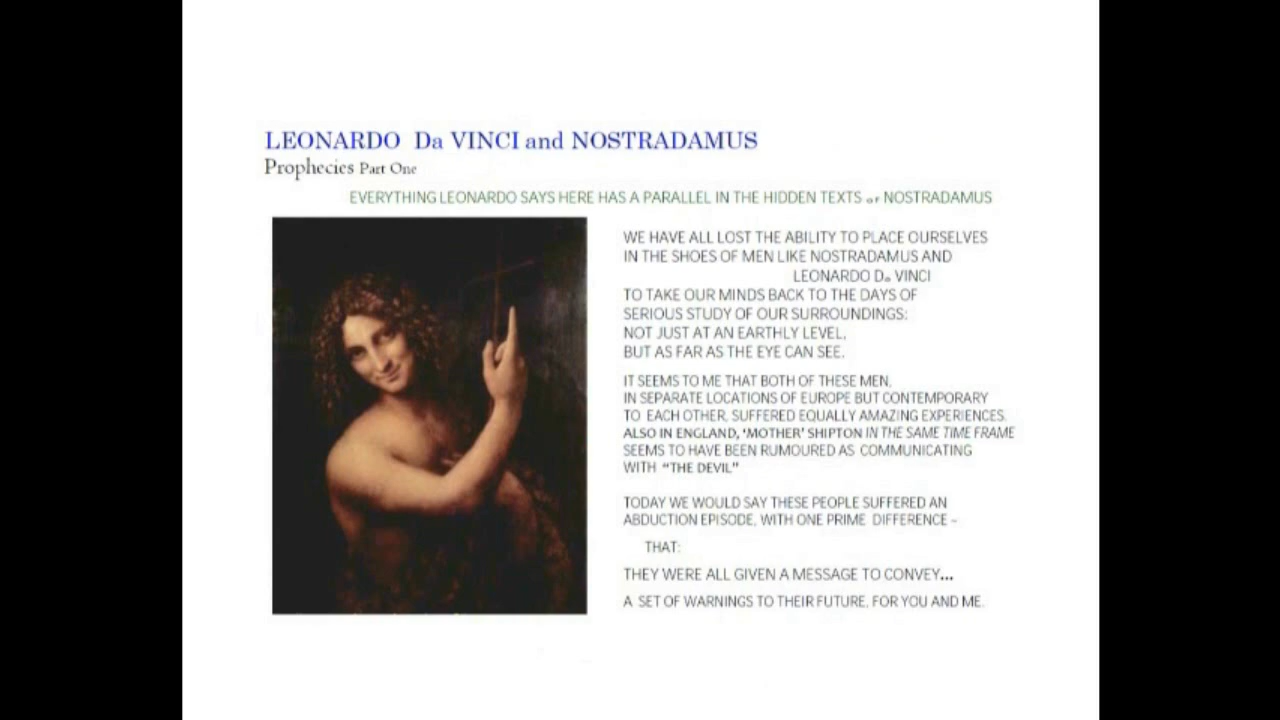 LEONARDO Da VINCI and NOSTRADAMUS
Prophecies Part One
EVERYTHING LEONARDO SAYS HERE HAS A PARALLEL IN THE HIDDEN TEXTS of NOSTRADAMUS
WE HAVE ALL LOST THE ABILITY TO PLACE OURSELVES
IN THE SHOES OF MEN LIKE NOSTRADAMUS AND
LEONARDO Da VINCI
TO TAKE OUR MINDS BACK TO THE DAYS OF
SERIOUS STUDY OF OUR SURROUNDINGS:
NOT JUST AT AN EARTHLY LEVEL,
BUT AS FAR AS THE EYE CAN SEE.
IT SEEMS TO ME THAT BOTH OF THESE MEN,
IN SEPARATE LOCATIONS OF EUROPE BUT CONTEMPORARY
TO EACH OTHER, SUFFERED EQUALLY AMAZING EXPERIENCES.
ALSO IN ENGLAND, 'MOTHER' SHIPTON IN THE SAME TIME FRAME
SEEMS TO HAVE BEEN RUMOURED AS COMMUNICATING
WITH "THE DEVIL"
TODAY WE WOULD SAY THESE PEOPLE SUFFERED AN
ABDUCTION EPISODE, WITH ONE PRIME DIFFERENCE –
THAT:
THEY WERE ALL GIVEN A MESSAGE TO CONVEY...
A SET OF WARNINGS TO THEIR FUTURE, FOR YOU AND ME.